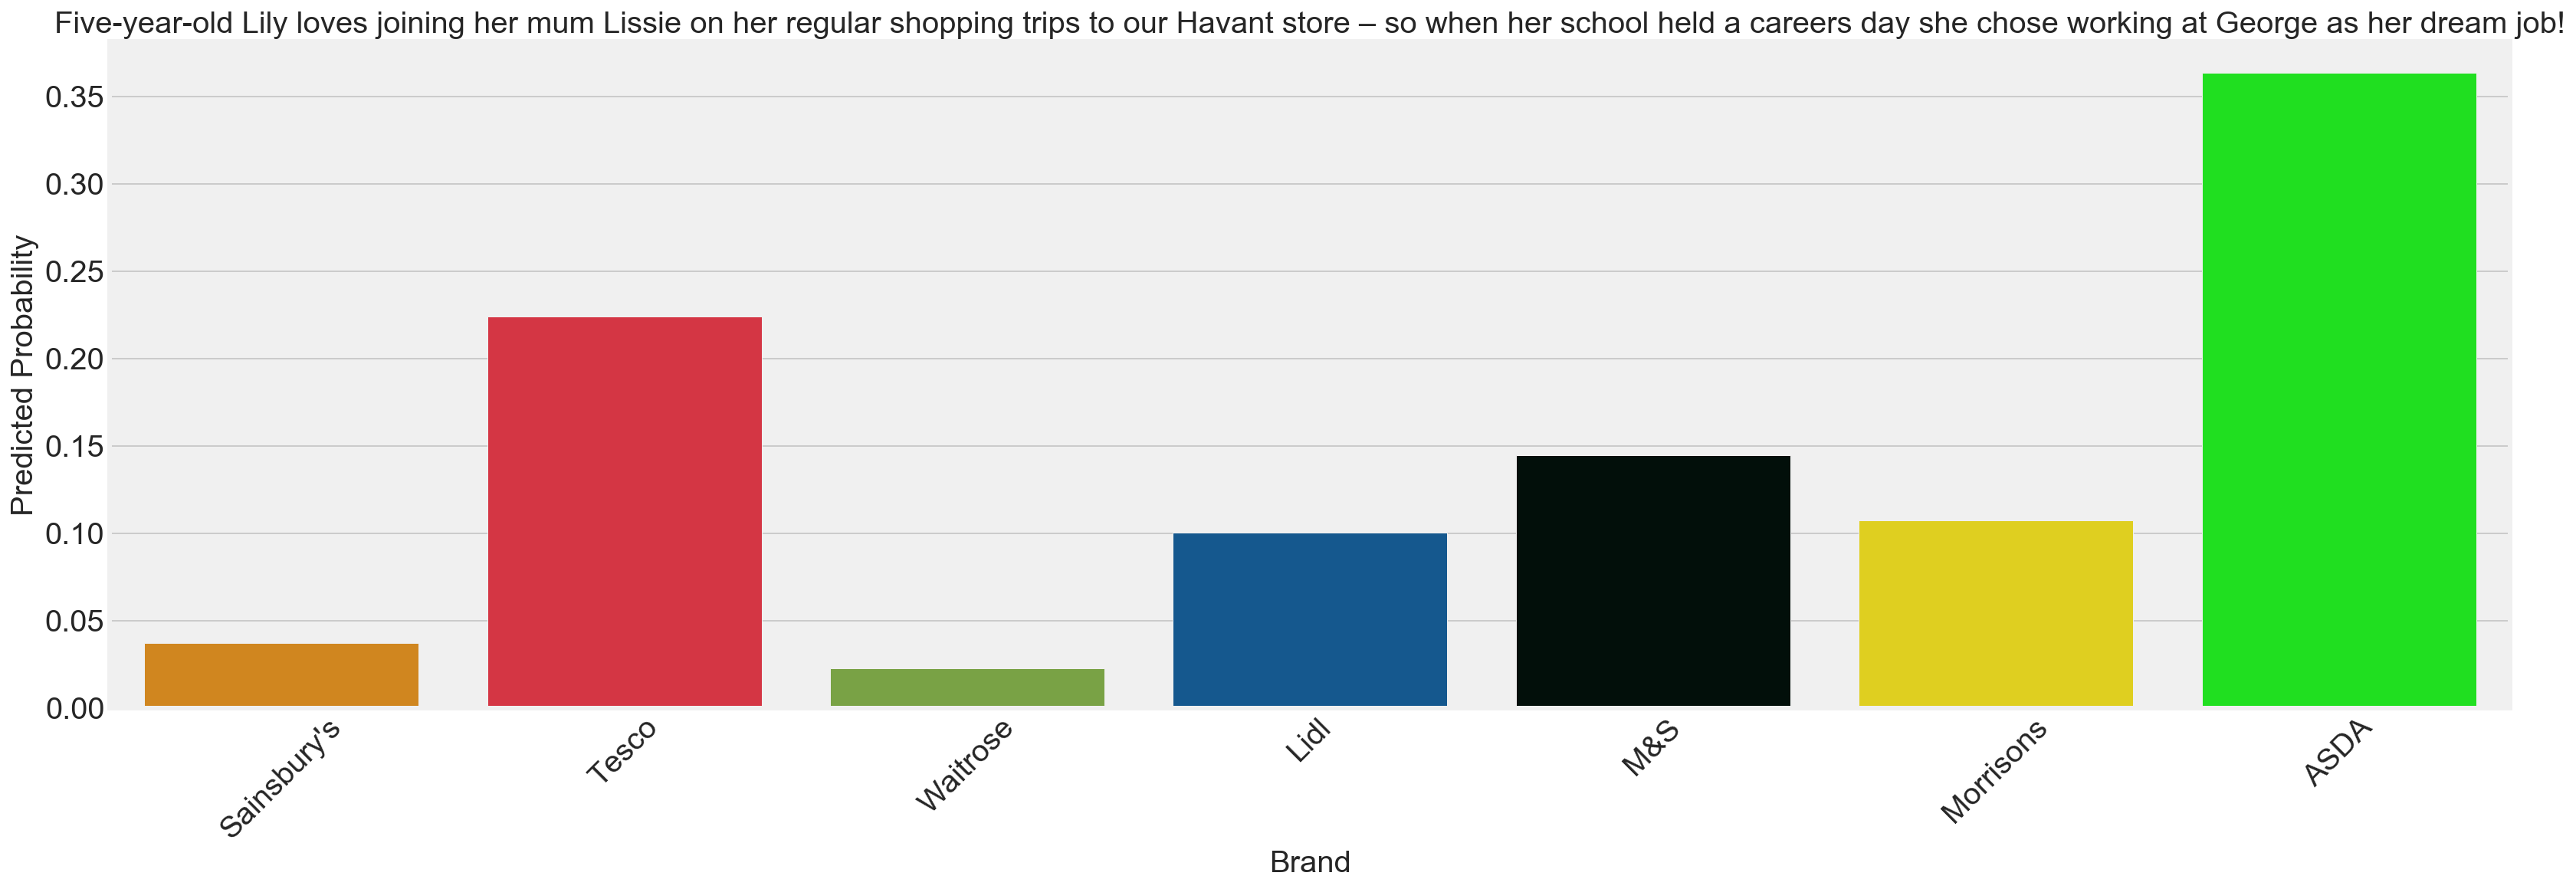 Five-year-old Lily loves joining her mum Lissie on her regular shopping trips to our Havant store – so when her school held a careers day she chose working at George as her dream job!
0.35
0.30
0.25
0.20
0.15
0.10
0.05
0.00
Predicted Probability
Sainsbury's
Tesco
Waitrose
Lidl
M&S
Morrisons
ASDA
Brand